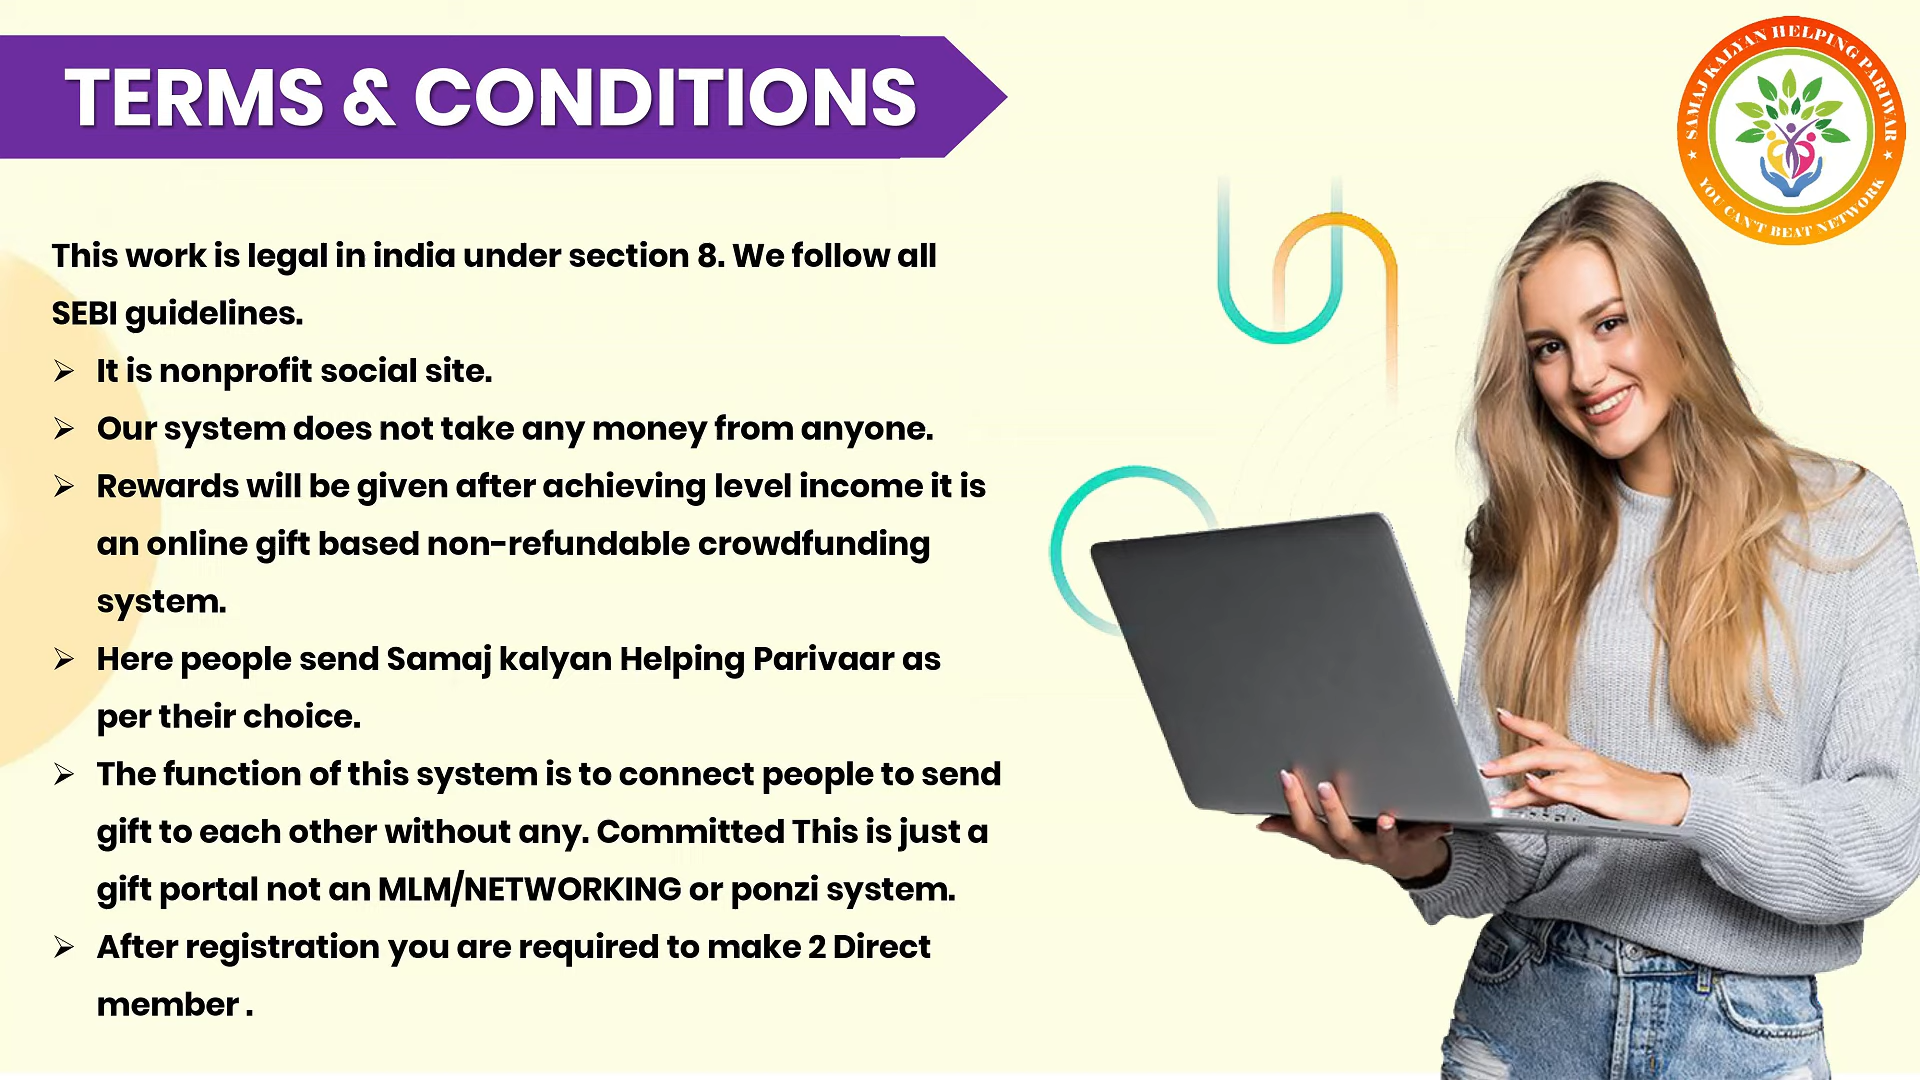 TERMS & CONDITIONS
SAMAJ KALYAN HELPING PARIWAR
YOU CAN'T BEAT NETWORK
This work is legal in india under section 8. We follow all
SEBI guidelines.
➢ It is nonprofit social site.
➢ Our system does not take any money from anyone.
➢ Rewards will be given after achieving level income it is
an online gift based non-refundable crowdfunding
system.
➢ Here people send Samaj kalyan Helping Parivaar as
per their choice.
➢ The function of this system is to connect people to send
gift to each other without any. Committed This is just a
gift portal not an MLM/NETWORKING or ponzi system.
➢ After registration you are required to make 2 Direct
member .